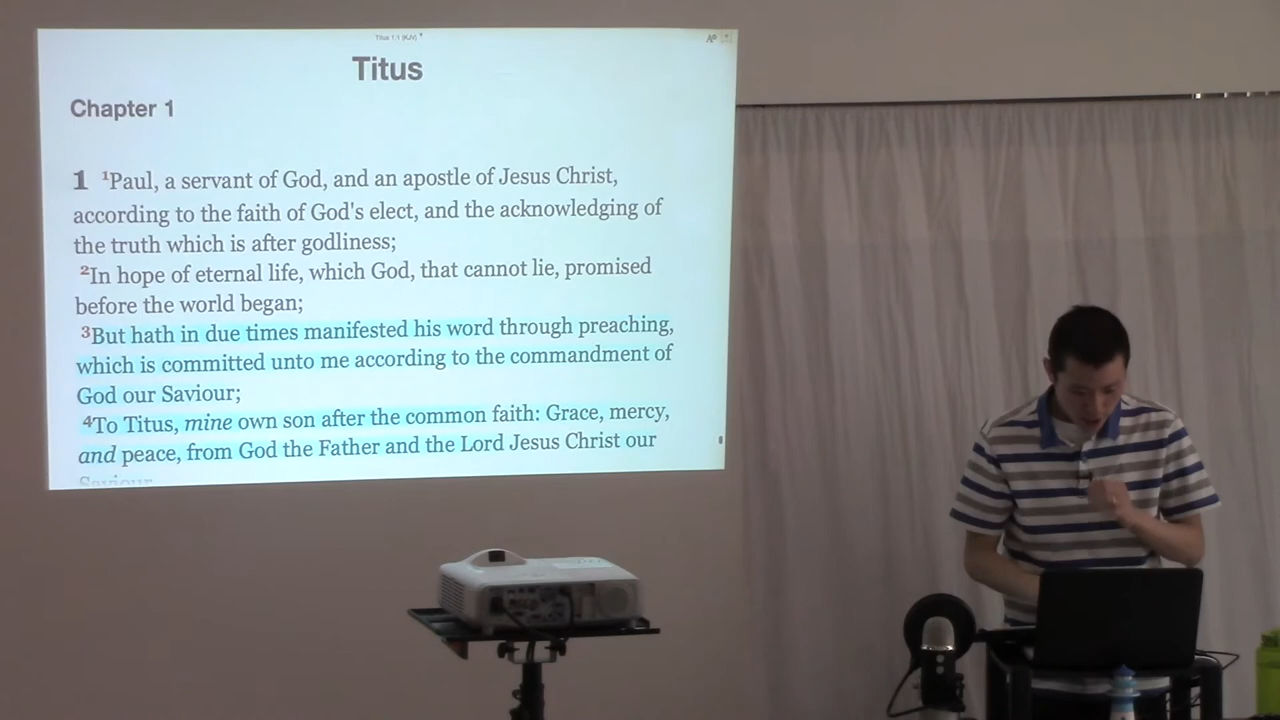 Titus 1:1 (KJV)
Titus
Chapter 1
1 ¹Paul, a servant of God, and an apostle of Jesus Christ,
according to the faith of God's elect, and the acknowledging of
the truth which is after godliness;
²In hope of eternal life, which God, that cannot lie, promised
before the world began;
³But hath in due times manifested his word through preaching,
which is committed unto me according to the commandment of
God our Saviour;
⁴To Titus, mine own son after the common faith: Grace, mercy,
and peace, from God the Father and the Lord Jesus Christ our
Saviour